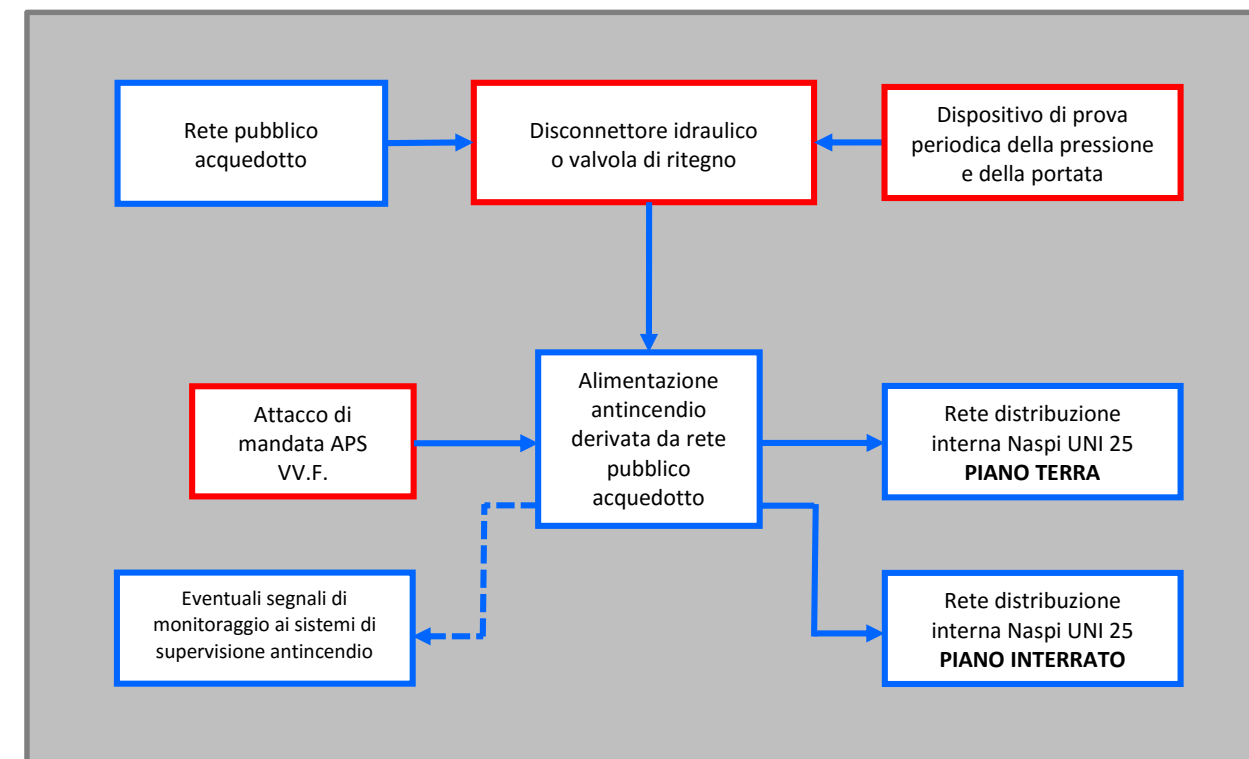 Rete pubblico
acquedotto
Disconnettore idraulico
o valvola di ritegno
Dispositivo di prova
periodica della pressione
e della portata
Attacco di
mandata APS
VV.F.
Alimentazione
antincendio
derivata da rete
pubblico
acquedotto
Rete distribuzione
interna Naspi UNI 25
PIANO TERRA
Eventuali segnali di
monitoraggio ai sistemi di
supervisione antincendio
Rete distribuzione
interna Naspi UNI 25
PIANO INTERRATO